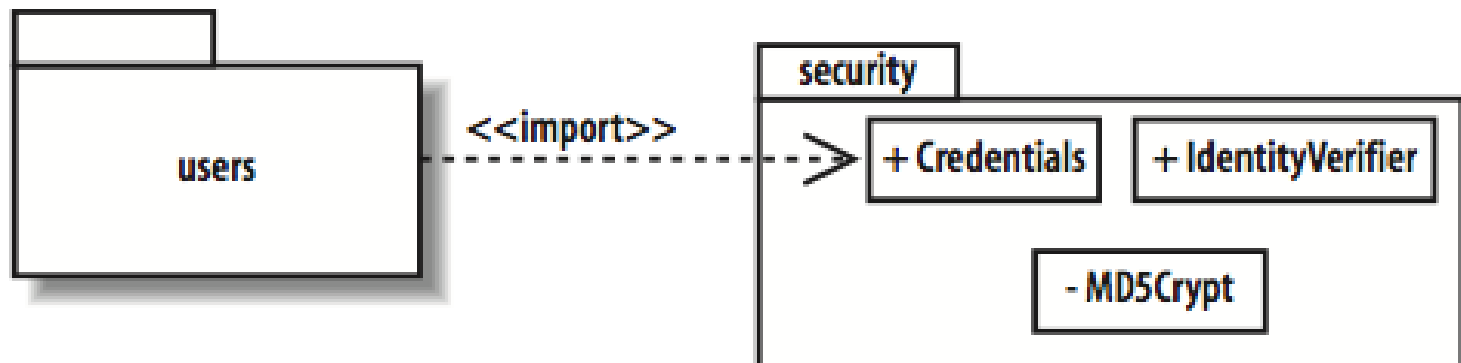 security
<<import>>
users
+ Credentials
+ IdentityVerifier
- MD5Crypt